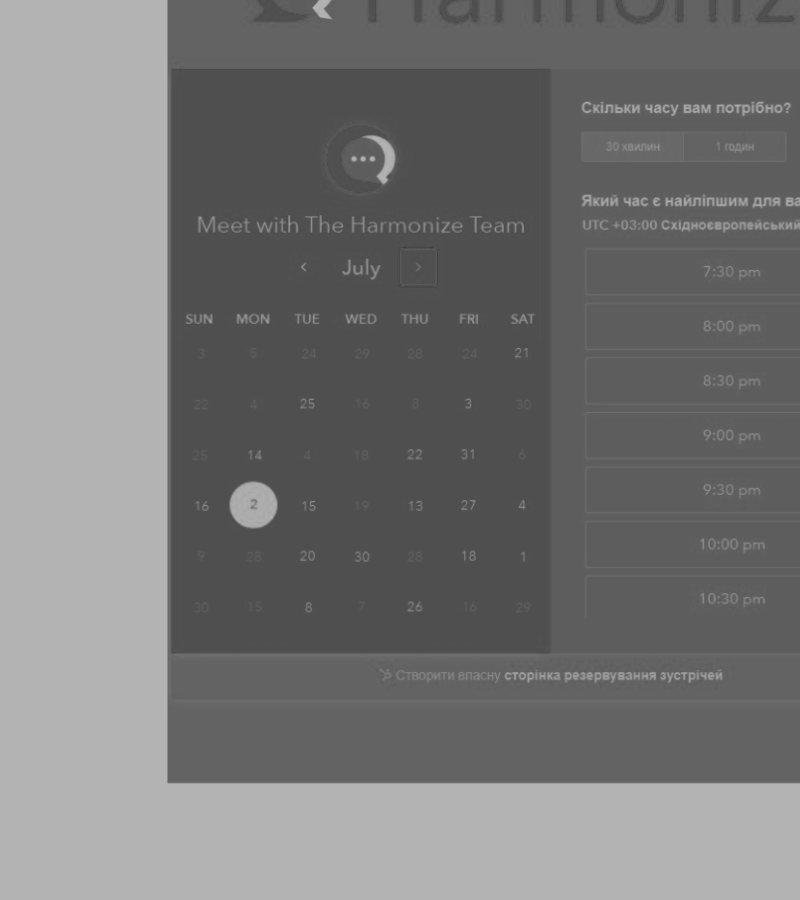 Harmoniz
Meet with The Harmonize Team
July
SUN MON TUE WED THU FRI SAT
3 5 24 29 28 24 21
22 4 25 16 8 3 30
25 14 4 18 22 31 6
16 2 15 19 13 27 4
9 28 20 30 28 18 1
30 15 8 7 26 16 29
Скільки часу вам потрібно?
30 хвилин 1 годин
Який час є найліпшим для ва
UTC +03:00 Східноєвропейський
7:30 pm
8:00 pm
8:30 pm
9:00 pm
9:30 pm
10:00 pm
10:30 pm
Створити власну сторінка резервування зустрічей